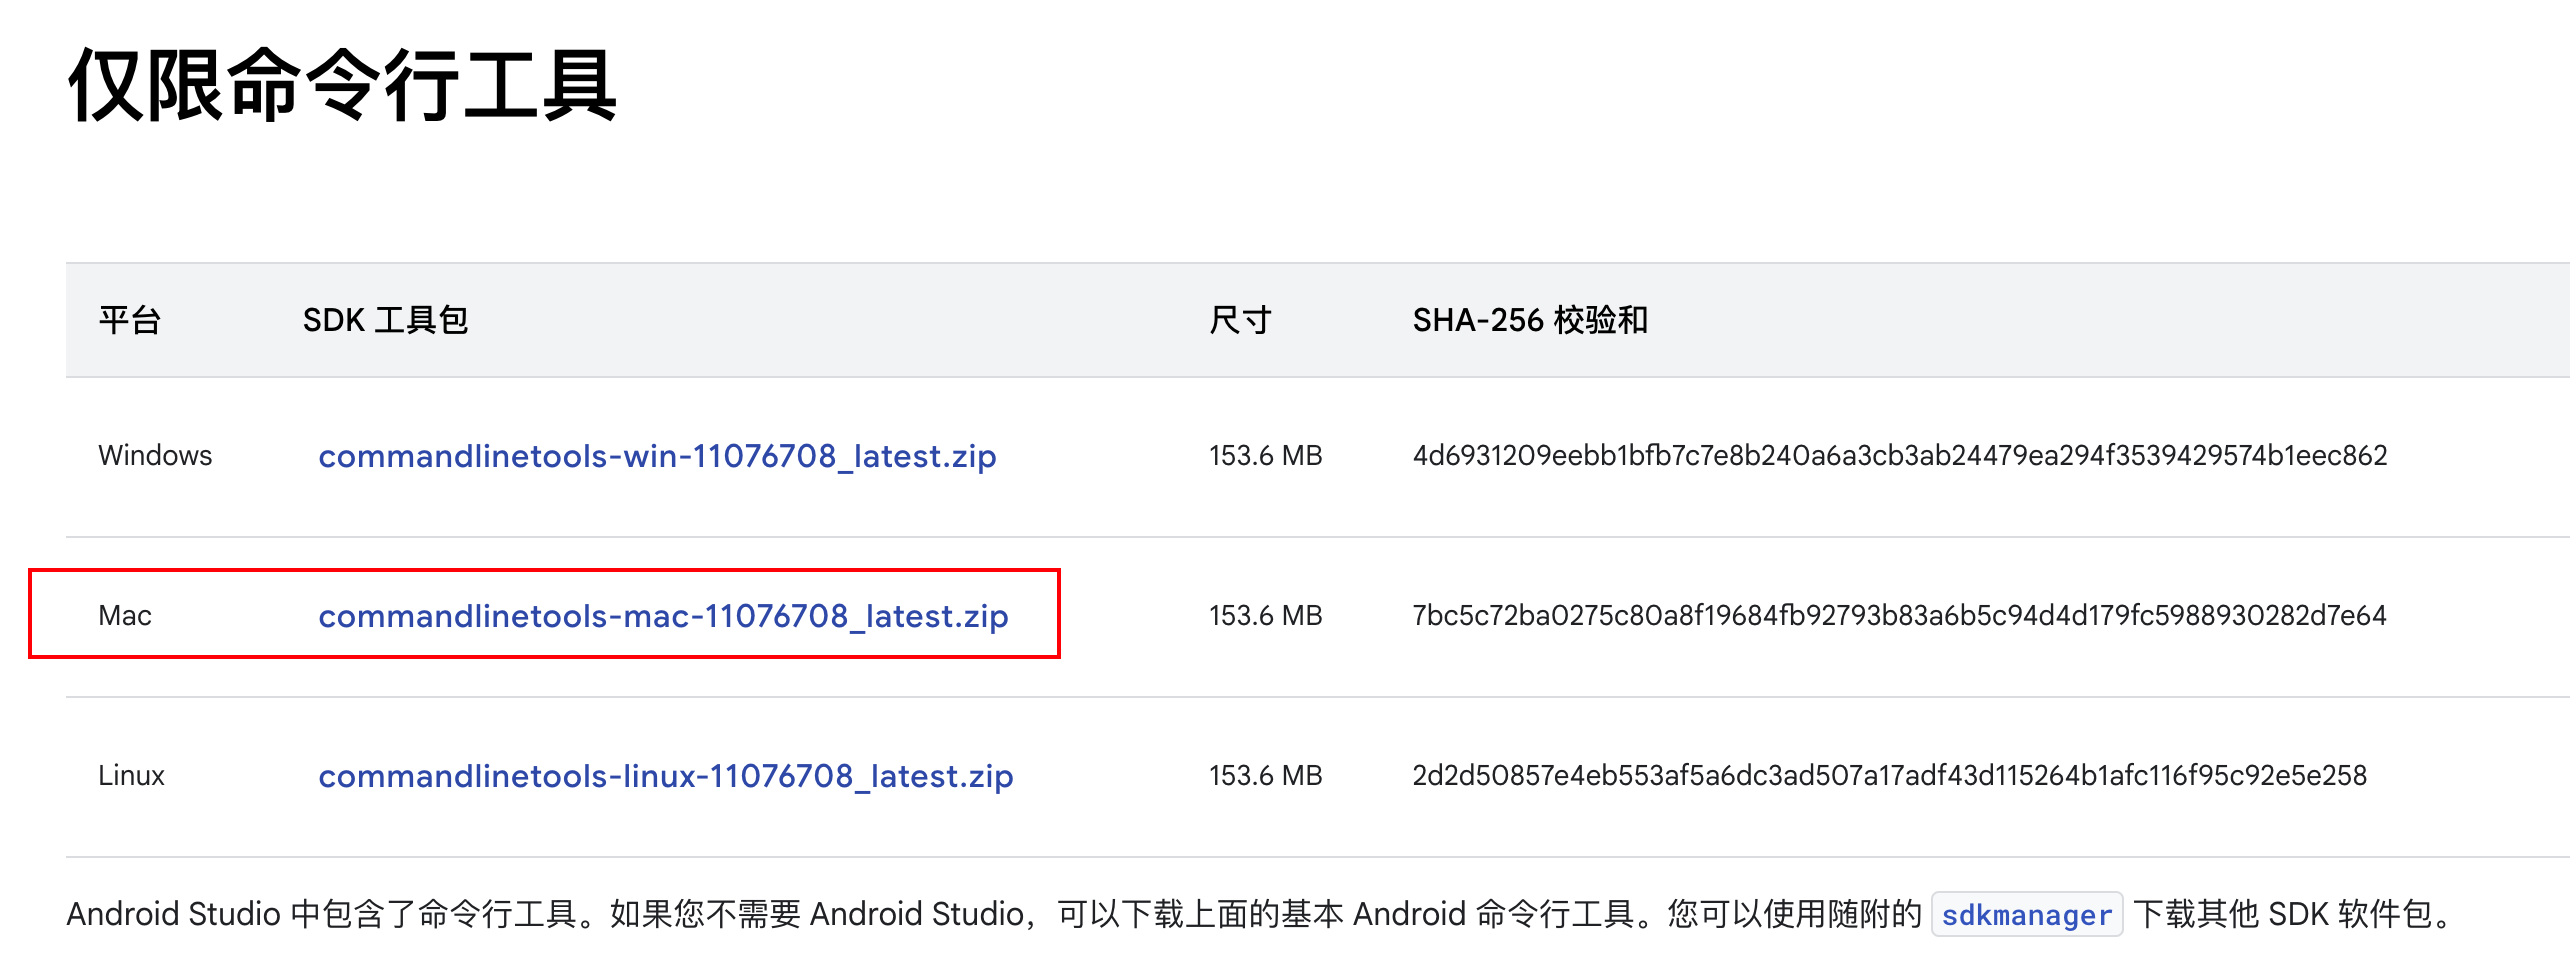 仅限命令行工具
平台 SDK 工具包 尺寸 SHA-256 校验和
Windows commandlinetools-win-11076708_latest.zip 153.6 MB 4d6931209eebb1bfb7c7e8b240a6a3cb3ab24479ea294f3539429574b1eec862
Mac commandlinetools-mac-11076708_latest.zip 153.6 MB 7bc5c72ba0275c80a8f19684fb92793b83a6b5c94d4d179fc5988930282d7e64
Linux commandlinetools-linux-11076708_latest.zip 153.6 MB 2d2d50857e4eb553af5a6dc3ad507a17adf43d115264b1afc116f95c92e5e258
Android Studio 中包含了命令行工具。如果您不需要 Android Studio，可以下载上面的基本 Android 命令行工具。您可以使用随附的 sdkmanager 下载其他 SDK 软件包。